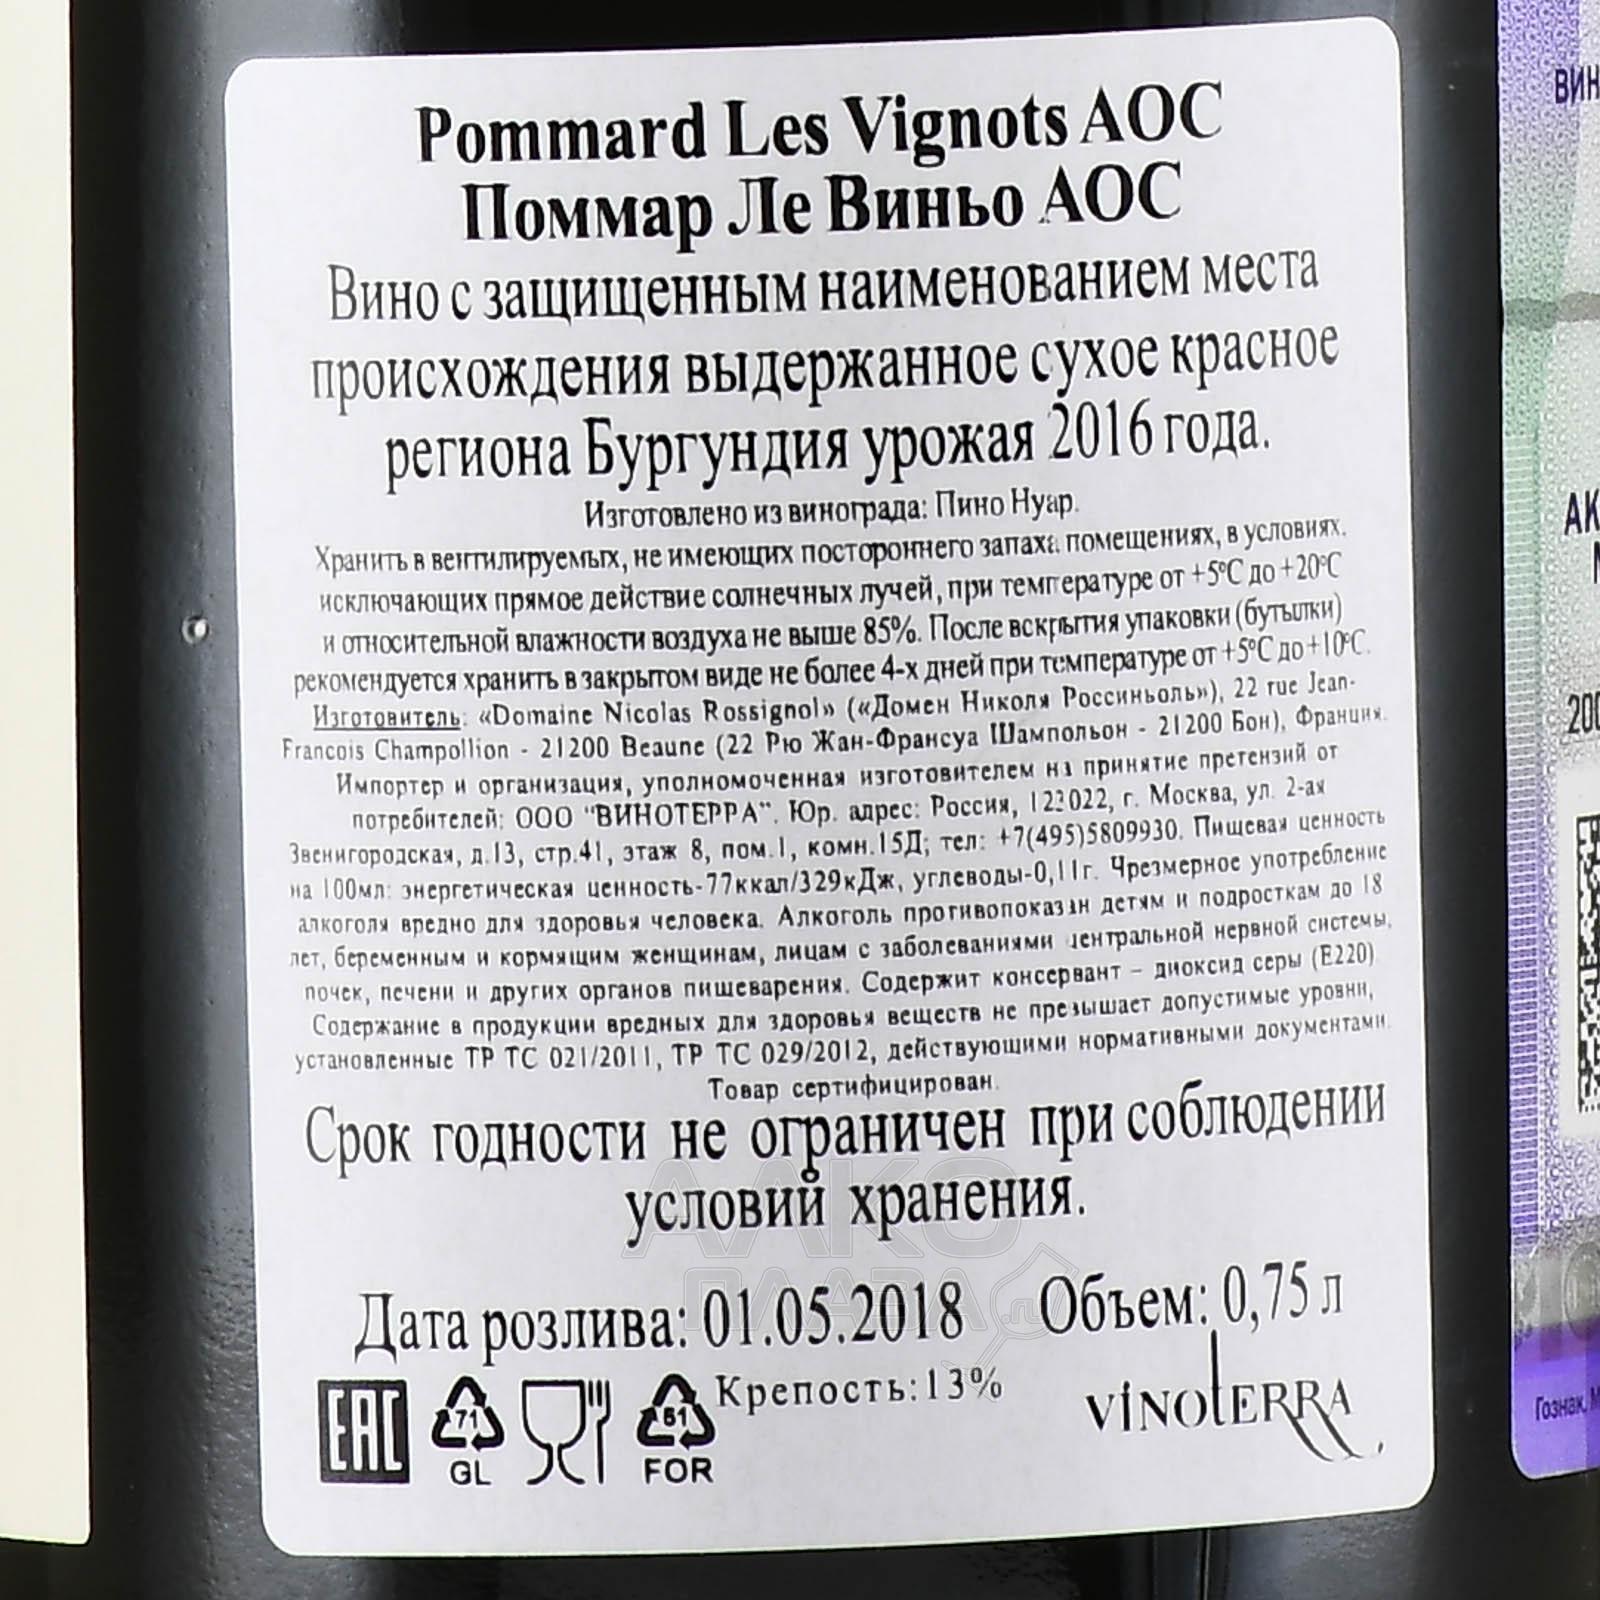 Pommard Les Vignots AOC
Поммар Ле Виньо АОС
Вино с защищенным наименованием места
происхождения выдержанное сухое красное
региона Бургундия урожая 2016 года.
Изготовлено из винограда: Пино Нуар.
Хранить в вентилируемых, не имеющих постороннего запаха помещениях, в условиях,
исключающих прямое действие солнечных лучей, при температуре от +5°С до +20°С
и относительной влажности воздуха не выше 85%. После вскрытия упаковки (бутылки)
рекомендуется хранить в закрытом виде не более 4-х дней при температуре от +5°С до +10°С.
Изготовитель: «Domaine Nicolas Rossignol» («Домен Николя Россиньоль»), 22 rue Jean-
Francois Champollion - 21200 Beaune (22 Рю Жан-Франсуа Шампольон - 21200 Бон), Франция.
Импортер и организация, уполномоченная изготовителем на принятие претензий от
потребителей: ООО "ВИНОТЕРРА". Юр. адрес: Россия, 123022, г. Москва, ул. 2-ая
Звенигородская, д.13, стр.41, этаж 8, пом.1, комн.15Д; тел: +7(495)5809930. Пищевая ценность
на 100мл: энергетическая ценность-77ккал/329кДж, углеводы-0,11г. Чрезмерное употребление
алкоголя вредно для здоровья человека. Алкоголь противопоказан детям и подросткам до 18
лет, беременным и кормящим женщинам, лицам с заболеваниями центральной нервной системы,
почек, печени и других органов пищеварения. Содержит консервант – диоксид серы (Е220)
Содержание в продукции вредных для здоровья веществ не превышает допустимые уровни,
установленные ТР ТС 021/2011, ТР ТС 029/2012, действующими нормативными документами.
Товар сертифицирован.
Срок годности не ограничен при соблюдении
условий хранения.
АЛКО
ПЛАЗА.ru
Дата розлива: 01.05.2018 Объем: 0,75 л
Крепость:13%
EAC
71
GL
61
FOR
VINOTERRA
ВИН
АК
200
Гознак, М